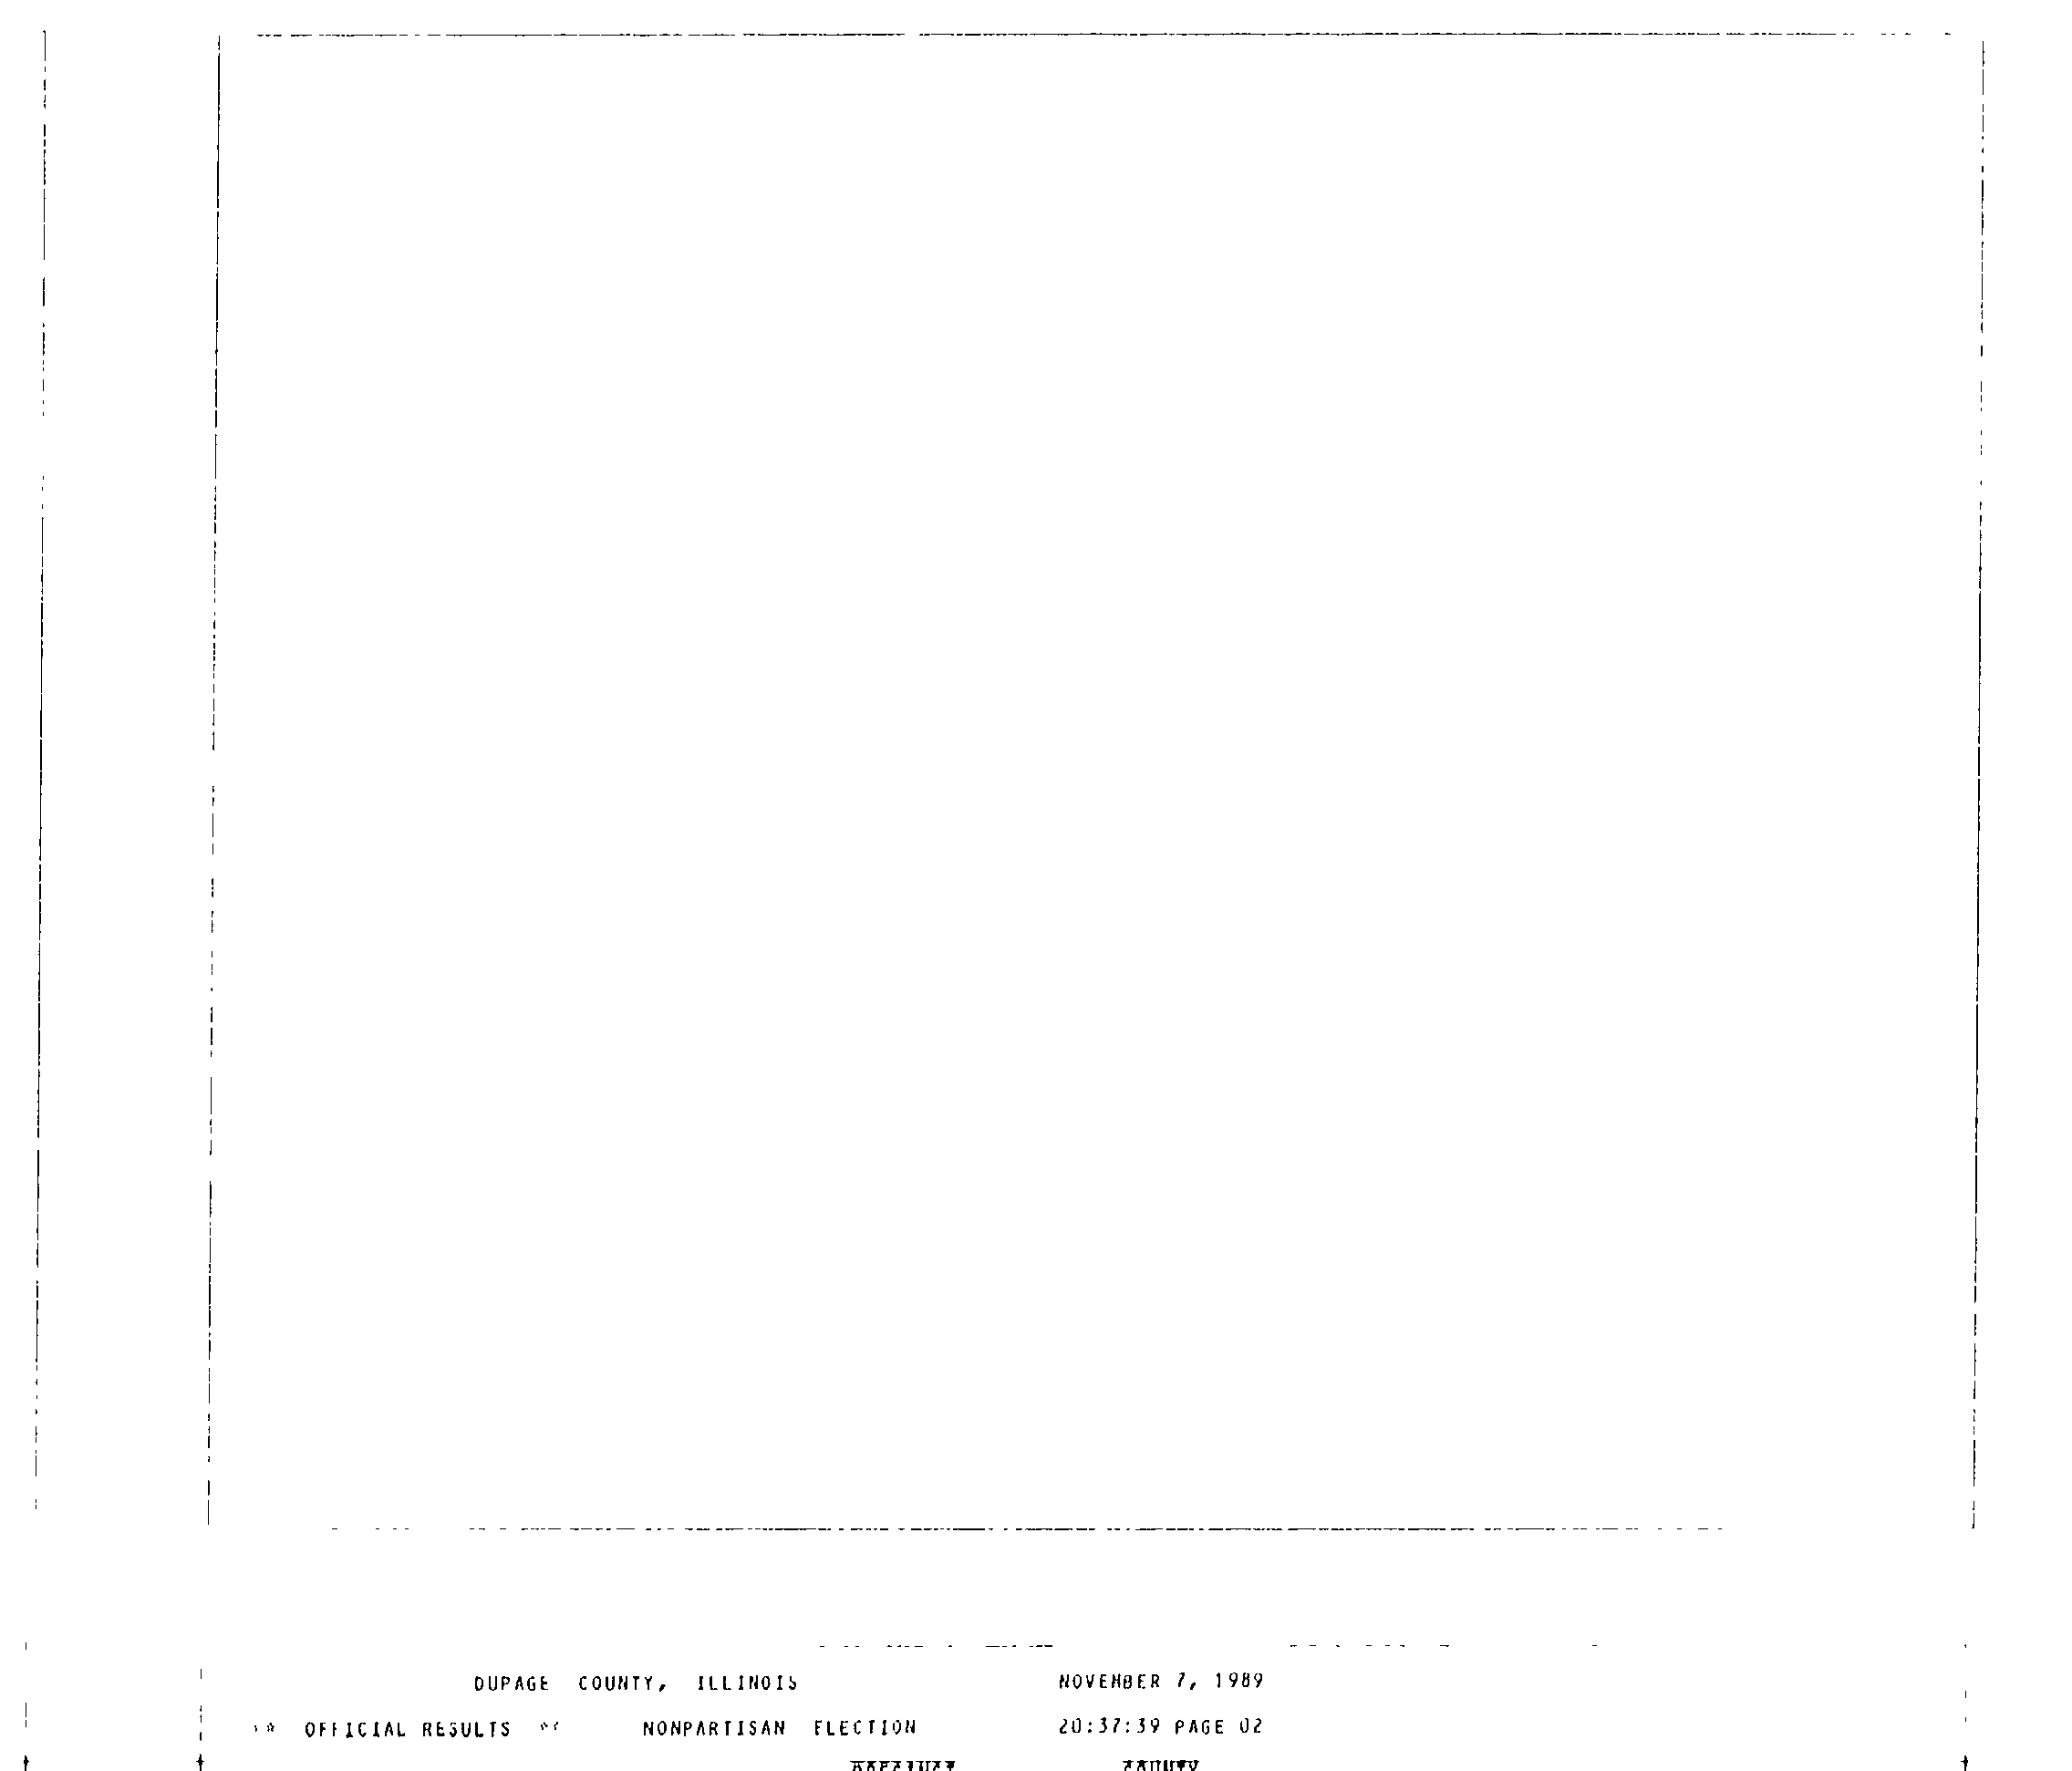 DUPAGE COUNTY, ILLINOIS NOVEMBER 7, 1989
OFFICIAL RESULTS NONPARTISAN ELECTION 20:37:39 PAGE 02